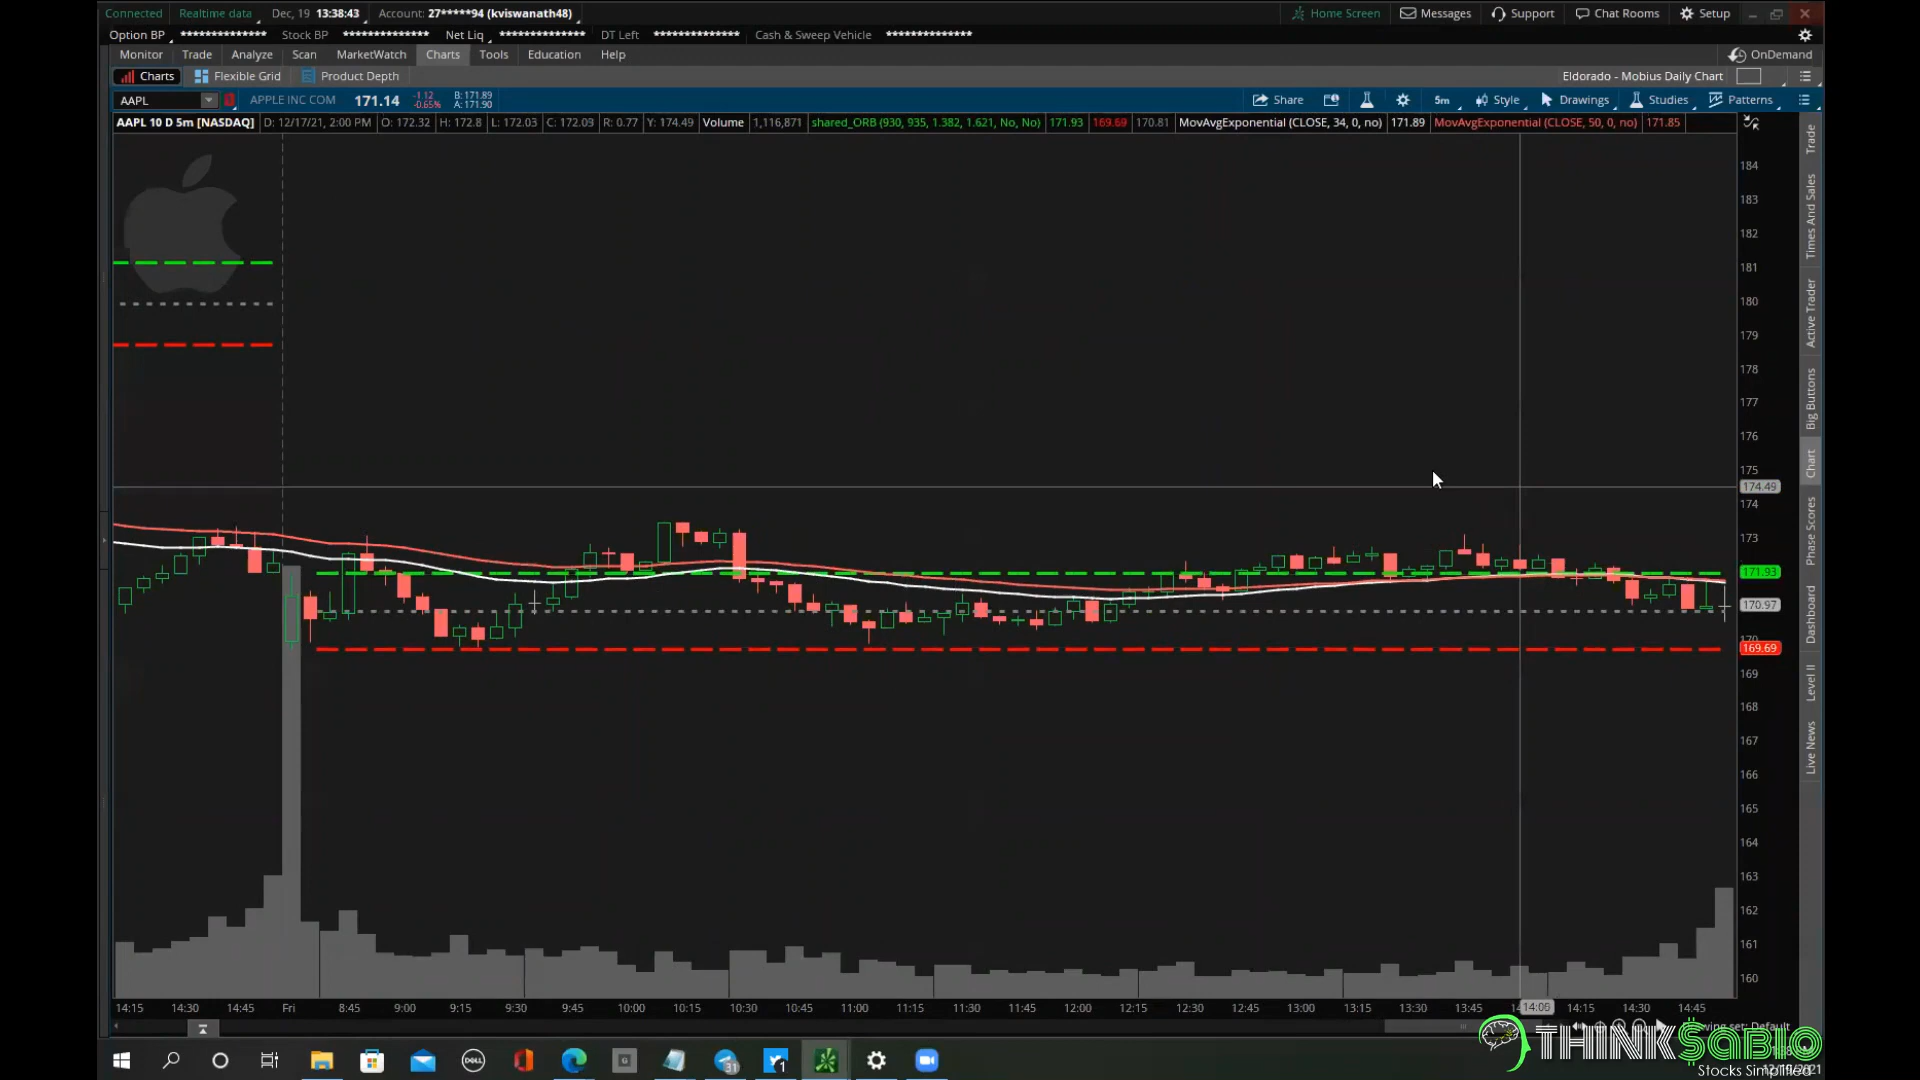 Connected Realtime data Dec, 19 13:38:43 Account: 27*****94 (kviswanath48) Home Screen Messages Support Chat Rooms Setup
Option BP ************** Stock BP ************** Net Liq ************** DT Left ************** Cash & Sweep Vehicle **************
Monitor Trade Analyze Scan MarketWatch Charts Tools Education Help OnDemand
Charts Flexible Grid Product Depth Eldorado - Mobius Daily Chart
AAPL APPLE INC COM 171.14 -1.12 -0.65% B: 171.89 A: 171.90 Share 5m Style Drawings Studies Patterns
AAPL 10 D 5m [NASDAQ] D: 12/17/21, 2:00 PM O: 172.32 H: 172.8 L: 172.03 C: 172.09 R: 0.77 Y: 174.49 Volume 1,116,871 shared_ORB (930, 935, 1.382, 1.621, No, No) 171.93 169.69 170.81 MovAvgExponential (CLOSE, 34, 0, no) 171.89 MovAvgExponential (CLOSE, 50, 0, no) 171.85
184
183
182
181
180
179
178
177
176
175
174.49
174
173
171.93
170.97
170
169.69
169
168
167
166
165
164
163
162
161
160
Trade
Times And Sales
Active Trader
Big Buttons
Chart
Phase Scores
Dashboard
Level II
Live News
14:15 14:30 14:45 Fri 8:45 9:00 9:15 9:30 9:45 10:00 10:15 10:30 10:45 11:00 11:15 11:30 11:45 12:00 12:15 12:30 12:45 13:00 13:15 13:30 13:45 14:06 14:15 14:30 14:45
set: Default
THINK$aBIO
Stocks Simplified
12/19/2021
31
1
DELL